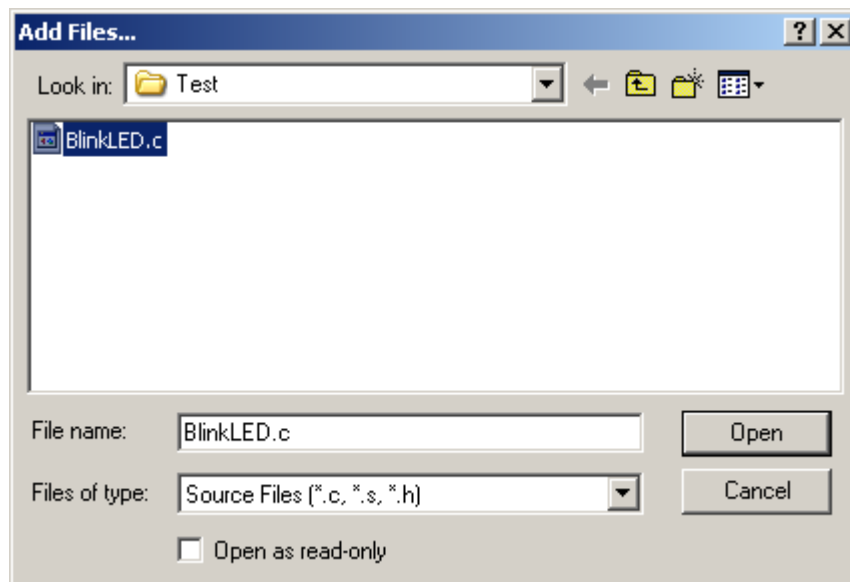 Add Files...
Look in: Test
BlinkLED.c
File name: BlinkLED.c Open
Files of type: Source Files (*.c, *.s, *.h) Cancel
Open as read-only